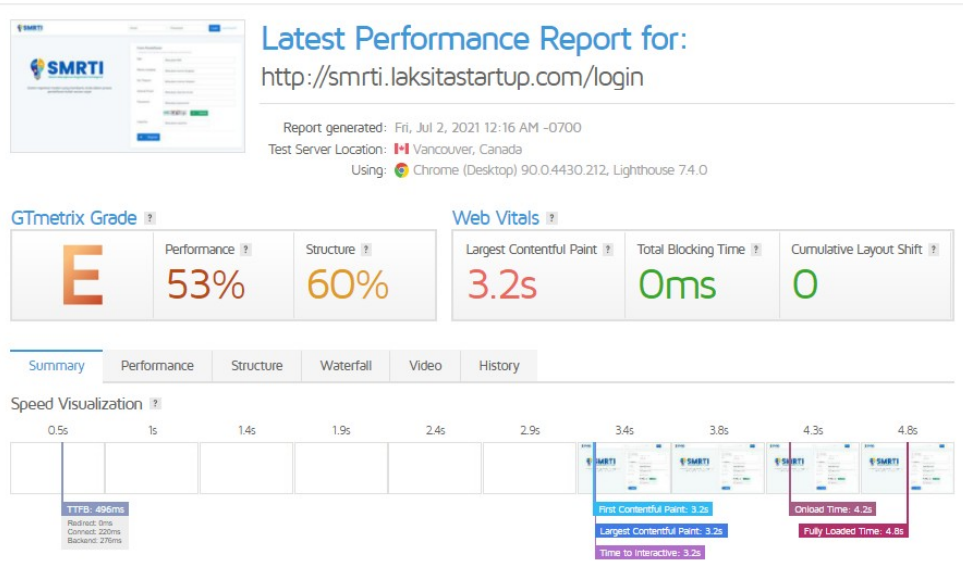 SMRTI
SMRTI
Latest Performance Report for:
http://smrti.laksitastartup.com/login
Report generated: Fri, Jul 2, 2021 12:16 AM -0700
Test Server Location: Vancouver, Canada
Using: Chrome (Desktop) 90.0.4430.212, Lighthouse 7.4.0
GTmetrix Grade ?
Web Vitals ?
E
Performance ?
53%
Structure ?
60%
Largest Contentful Paint ?
3.2s
Total Blocking Time ?
0ms
Cumulative Layout Shift ?
0
Summary Performance Structure Waterfall Video History
Speed Visualization ?
0.5s 1s 1.4s 1.9s 2.4s 2.9s 3.4s 3.8s 4.3s 4.8s
SMRTI SMRTI SMRTI SMRTI
TTFB: 496ms
Redirect: 0ms
Connect: 220ms
Backend: 276ms
First Contentful Paint: 3.2s
Largest Contentful Paint: 3.2s
Time to Interactive: 3.2s
Onload Time: 4.2s
Fully Loaded Time: 4.8s